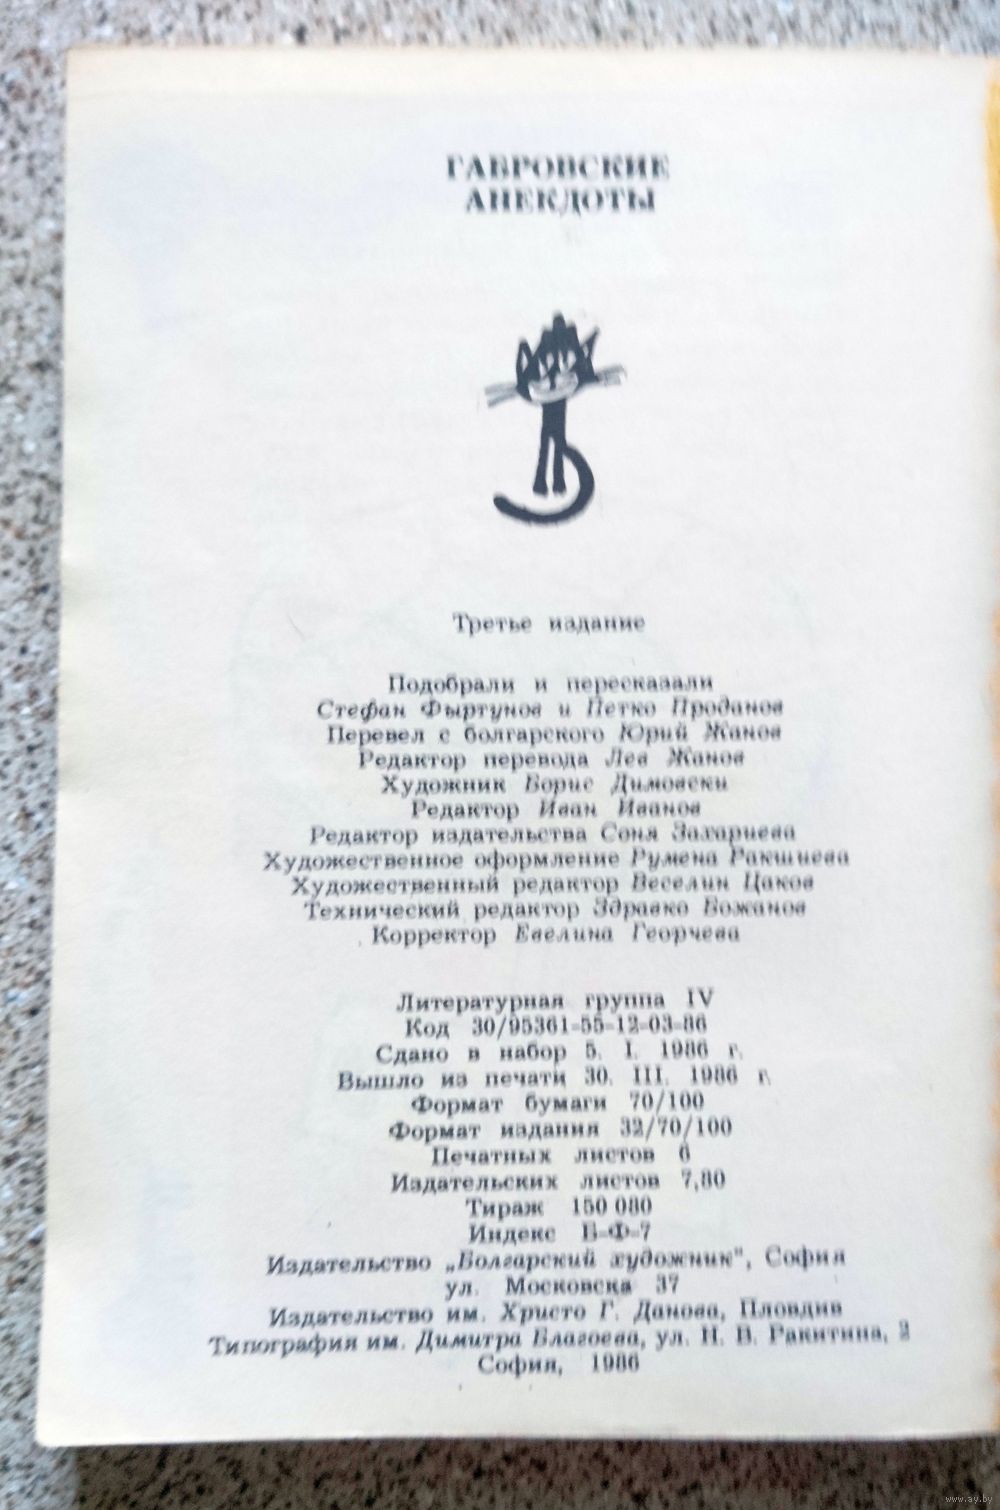 ГАБРОВСКИЕ
АНЕКДОТЫ
Третье издание
Подобрали и пересказали
Стефан Фыртунов и Петко Проданов
Перевел с болгарского Юрий Жанов
Редактор перевода Лев Жанов
Художник Борис Димовски
Редактор Иван Иванов
Редактор издательства Соня Захариева
Художественное оформление Румена Ракшиева
Художественный редактор Веселин Цаков
Технический редактор Здравко Божанов
Корректор Евелина Георчева
Литературная группа IV
Код 30/95361-55-12-03-86
Сдано в набор 5. I. 1986 г.
Вышло из печати 30. III. 1986 г.
Формат бумаги 70/100
Формат издания 32/70/100
Печатных листов 6
Издательских листов 7,80
Тираж 150 080
Индекс Б-Ф-7
Издательство „Болгарский художник", София
ул. Московска 37
Издательство им. Христо Г. Данова, Пловдив
Типография им. Димитра Благоева, ул. Н. В. Ракитина, 2
София, 1986
www.ay.by